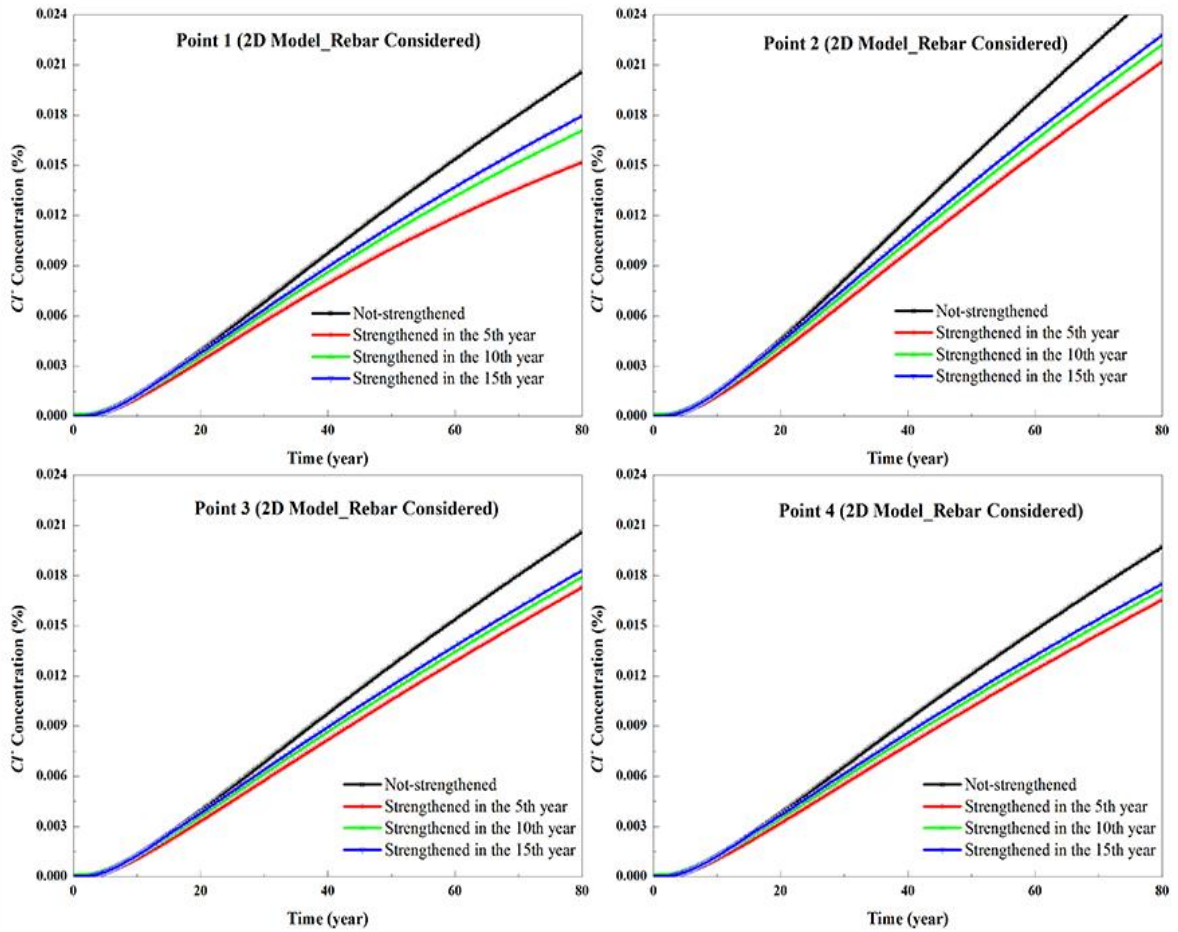 Point 1 (2D Model_Rebar Considered)
0.024
0.021
0.018
0.015
0.012
0.009
0.006
0.003
0.000
Cl- Concentration (%)
Not-strengthened
Strengthened in the 5th year
Strengthened in the 10th year
Strengthened in the 15th year
0 20 40 60 80
Time (year)
Point 2 (2D Model_Rebar Considered)
0.024
0.021
0.018
0.015
0.012
0.009
0.006
0.003
0.000
Cl- Concentration (%)
Not-strengthened
Strengthened in the 5th year
Strengthened in the 10th year
Strengthened in the 15th year
0 20 40 60 80
Time (year)
Point 3 (2D Model_Rebar Considered)
0.024
0.021
0.018
0.015
0.012
0.009
0.006
0.003
0.000
Cl- Concentration (%)
Not-strengthened
Strengthened in the 5th year
Strengthened in the 10th year
Strengthened in the 15th year
0 20 40 60 80
Time (year)
Point 4 (2D Model_Rebar Considered)
0.024
0.021
0.018
0.015
0.012
0.009
0.006
0.003
0.000
Cl- Concentration (%)
Not-strengthened
Strengthened in the 5th year
Strengthened in the 10th year
Strengthened in the 15th year
0 20 40 60 80
Time (year)